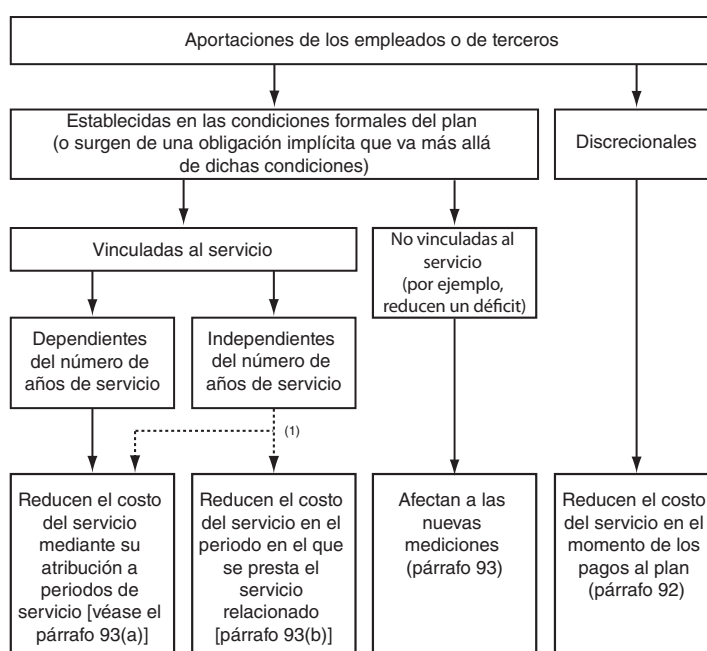 Aportaciones de los empleados o de terceros
Establecidas en las condiciones formales del plan
(o surgen de una obligación implícita que va más allá
de dichas condiciones)
Discrecionales
Vinculadas al servicio
No vinculadas al
servicio
(por ejemplo,
reducen un déficit)
Dependientes
del número de
años de servicio
Independientes
del número de
años de servicio
(1)
Reducen el costo
del servicio
mediante su
atribución a
periodos de
servicio [véase el
párrafo 93(a)]
Reducen el costo
del servicio en el
periodo en el que
se presta el
servicio
relacionado
[párrafo 93(b)]
Afectan a las
nuevas
mediciones
(párrafo 93)
Reducen el costo
del servicio en el
momento de los
pagos al plan
(párrafo 92)